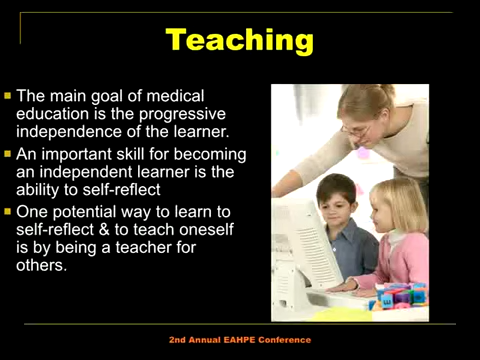 Teaching
The main goal of medical
education is the progressive
independence of the learner.
An important skill for becoming
an independent learner is the
ability to self-reflect
One potential way to learn to
self-reflect & to teach oneself
is by being a teacher for
others.
2nd Annual EAHPE Conference